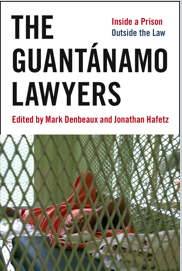 THE
Inside a Prison
Outside the Law
GUANTÁNAMO
LAWYERS
Edited by Mark Denbeaux and Jonathan Hafetz